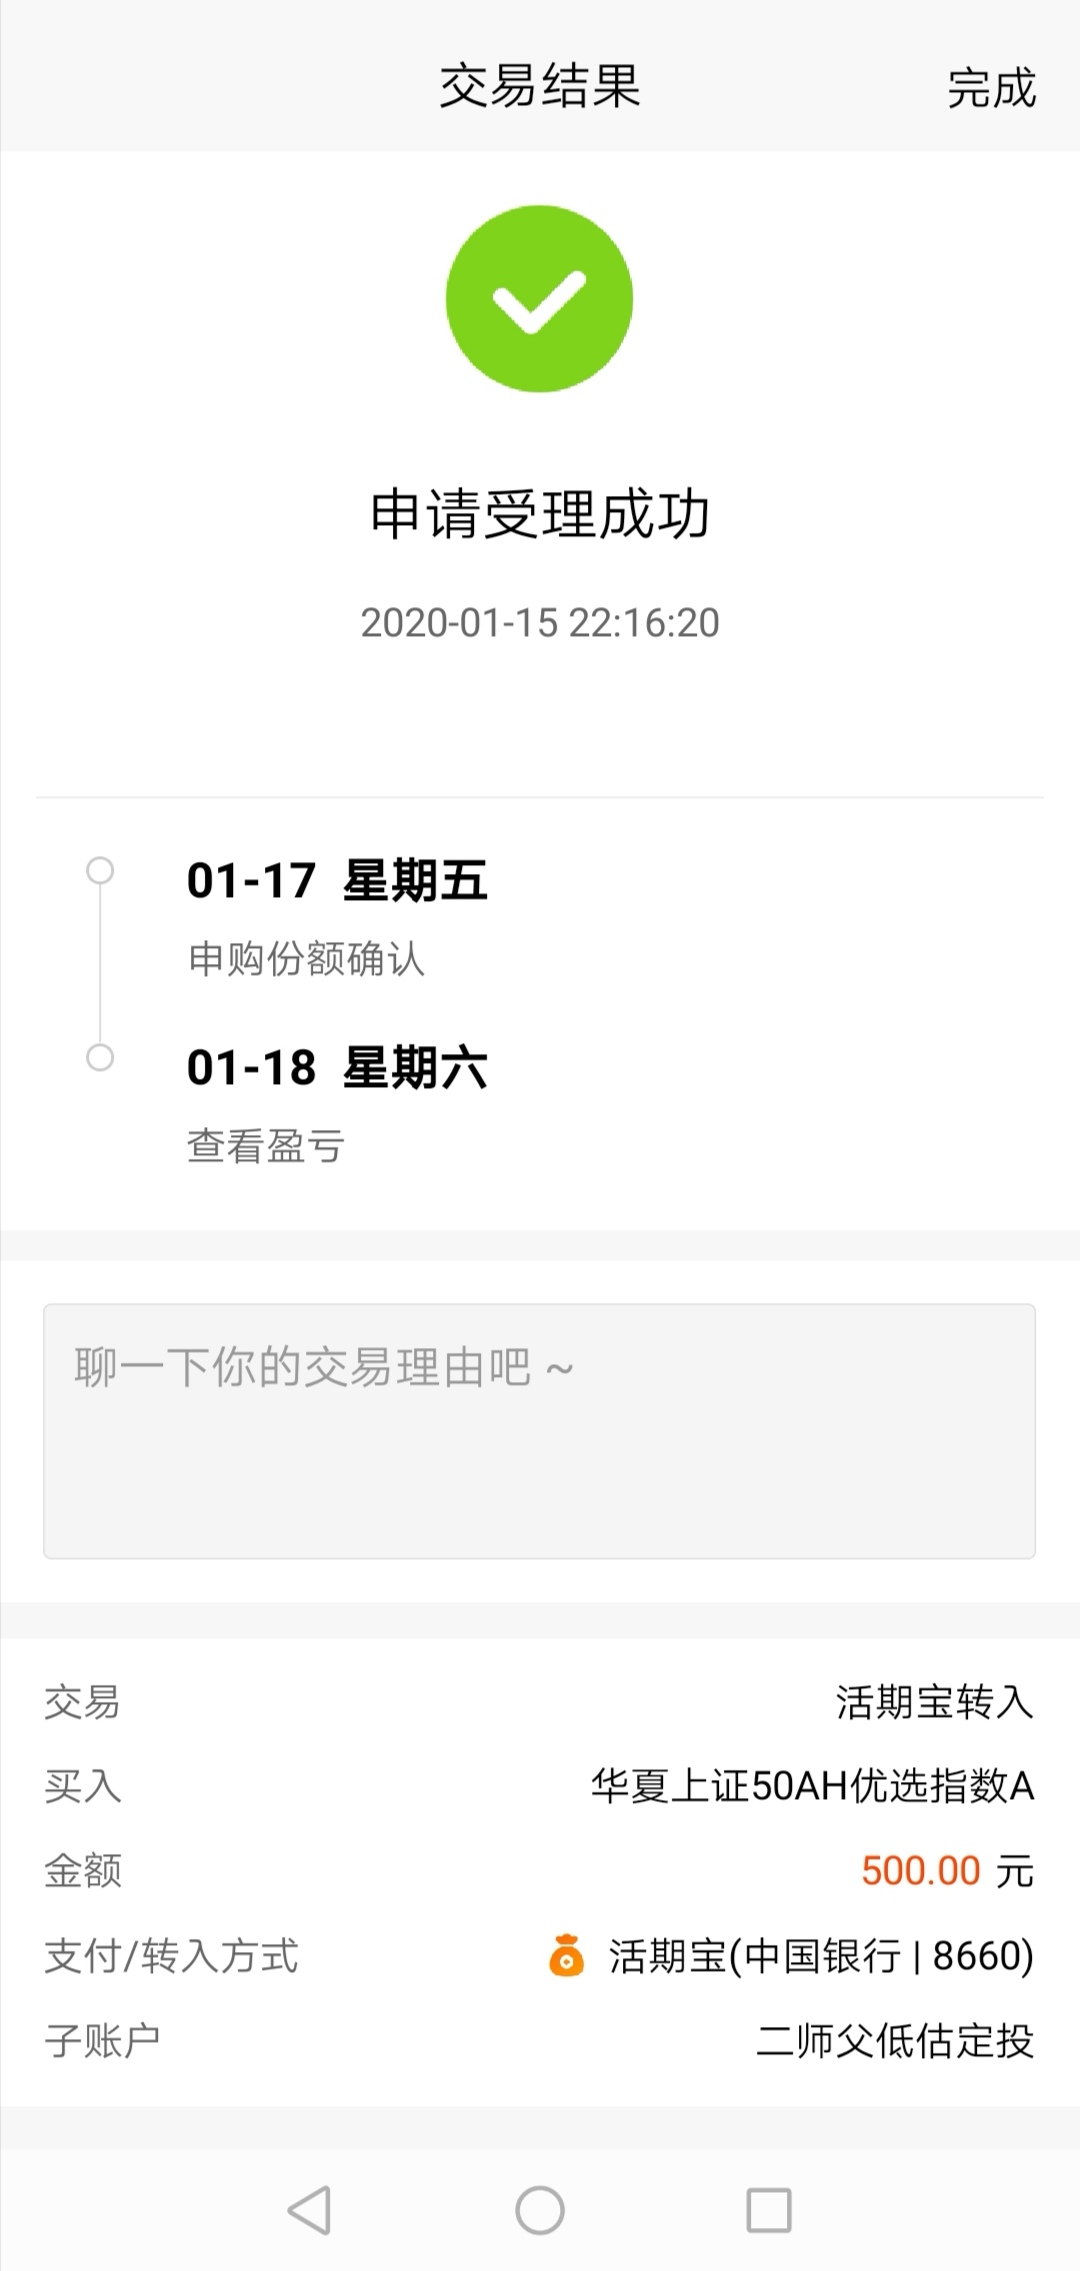 交易结果
完成
申请受理成功
2020-01-15 22:16:20
01-17 星期五
申购份额确认
01-18 星期六
查看盈亏
聊一下你的交易理由吧 ~
交易 活期宝转入
买入 华夏上证50AH优选指数A
金额 500.00 元
支付/转入方式 活期宝(中国银行 | 8660)
子账户 二师父低估定投